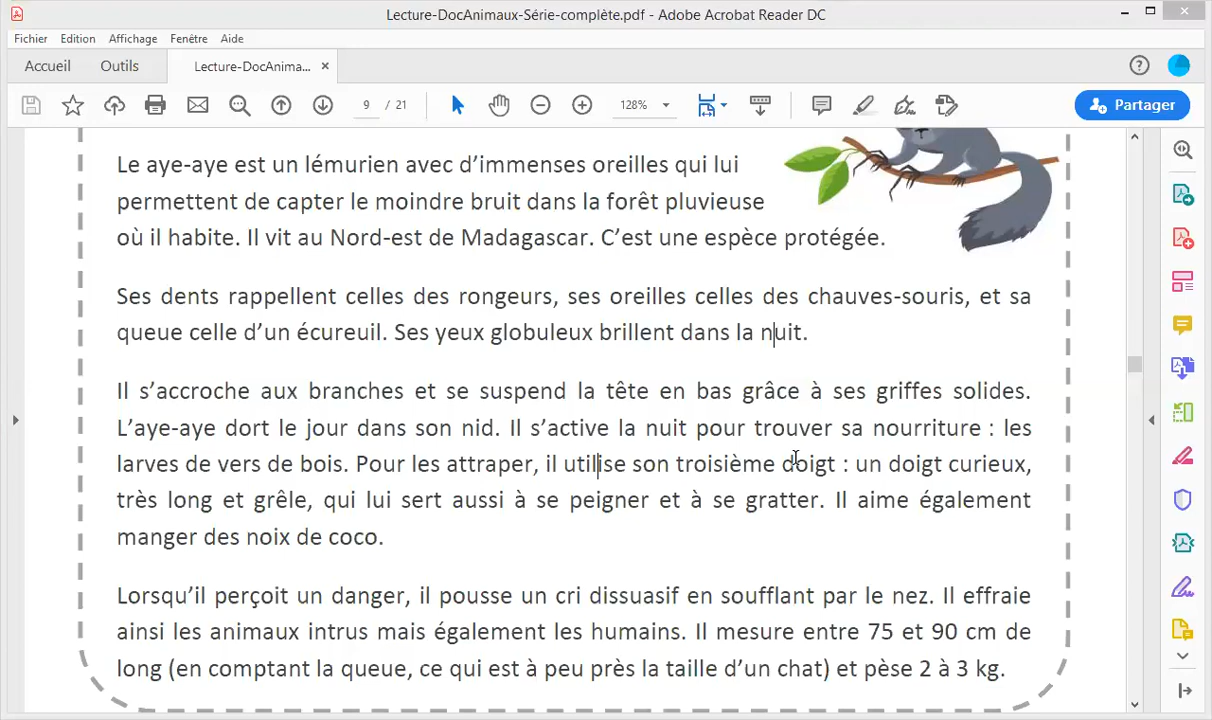 Lecture-DocAnimaux-Série-complète.pdf - Adobe Acrobat Reader DC
Fichier Edition Affichage Fenêtre Aide
Accueil Outils Lecture-DocAnima... ×
9 / 21 128% Partager
Le aye-aye est un lémurien avec d’immenses oreilles qui lui
permettent de capter le moindre bruit dans la forêt pluvieuse
où il habite. Il vit au Nord-est de Madagascar. C’est une espèce protégée.
Ses dents rappellent celles des rongeurs, ses oreilles celles des chauves-souris, et sa
queue celle d’un écureuil. Ses yeux globuleux brillent dans la nuit.
Il s’accroche aux branches et se suspend la tête en bas grâce à ses griffes solides.
L’aye-aye dort le jour dans son nid. Il s’active la nuit pour trouver sa nourriture : les
larves de vers de bois. Pour les attraper, il utilise son troisième doigt : un doigt curieux,
très long et grêle, qui lui sert aussi à se peigner et à se gratter. Il aime également
manger des noix de coco.
Lorsqu’il perçoit un danger, il pousse un cri dissuasif en soufflant par le nez. Il effraie
ainsi les animaux intrus mais également les humains. Il mesure entre 75 et 90 cm de
long (en comptant la queue, ce qui est à peu près la taille d’un chat) et pèse 2 à 3 kg.